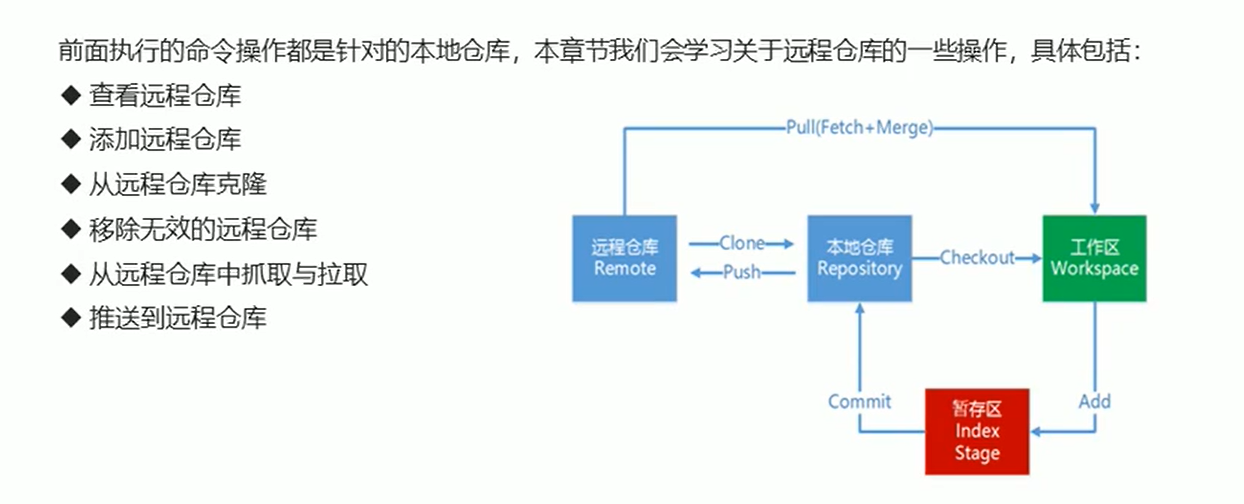 前面执行的命令操作都是针对的本地仓库，本章节我们会学习关于远程仓库的一些操作，具体包括：
◆ 查看远程仓库
◆ 添加远程仓库
◆ 从远程仓库克隆
◆ 移除无效的远程仓库
◆ 从远程仓库中抓取与拉取
◆ 推送到远程仓库
Pull(Fetch+Merge)
远程仓库
Remote
Clone
Push
本地仓库
Repository
Checkout
工作区
Workspace
Commit
暂存区
Index
Stage
Add